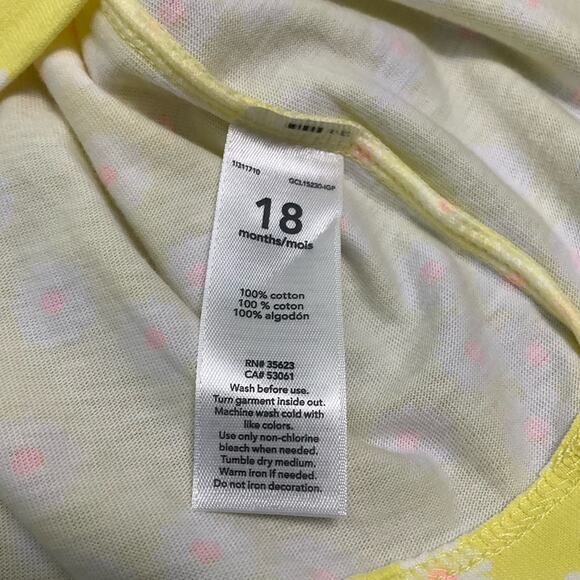 GCL15230-IGP
18
months/mois
100% cotton
100 % coton
100% algodón
RN# 35623
CA# 53061
Wash before use.
Turn garment inside out.
Machine wash cold with
like colors.
Use only non-chlorine
bleach when needed.
Tumble dry medium.
Warm iron if needed.
Do not iron decoration.